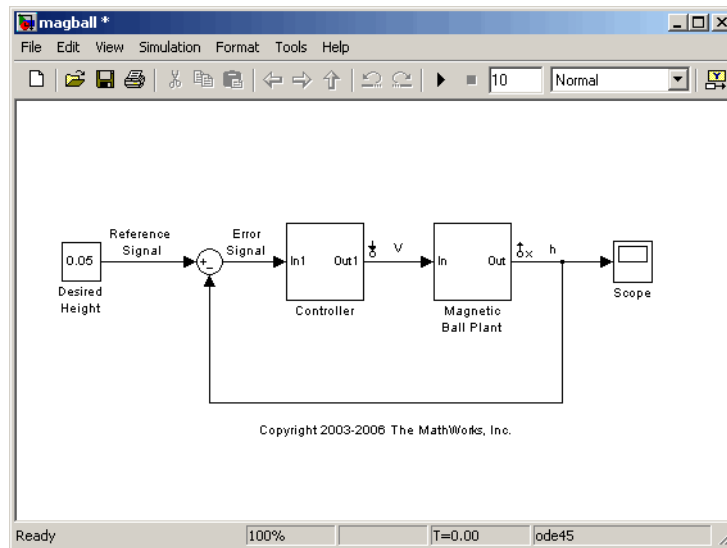 magball *
File Edit View Simulation Format Tools Help
10 Normal
Reference
Signal
Error
Signal
0.05
+
-
In1 Out1
V
In Out
x
h
Desired
Height
Controller
Magnetic
Ball Plant
Scope
Copyright 2003-2006 The MathWorks, Inc.
Ready 100% T=0.00 ode45